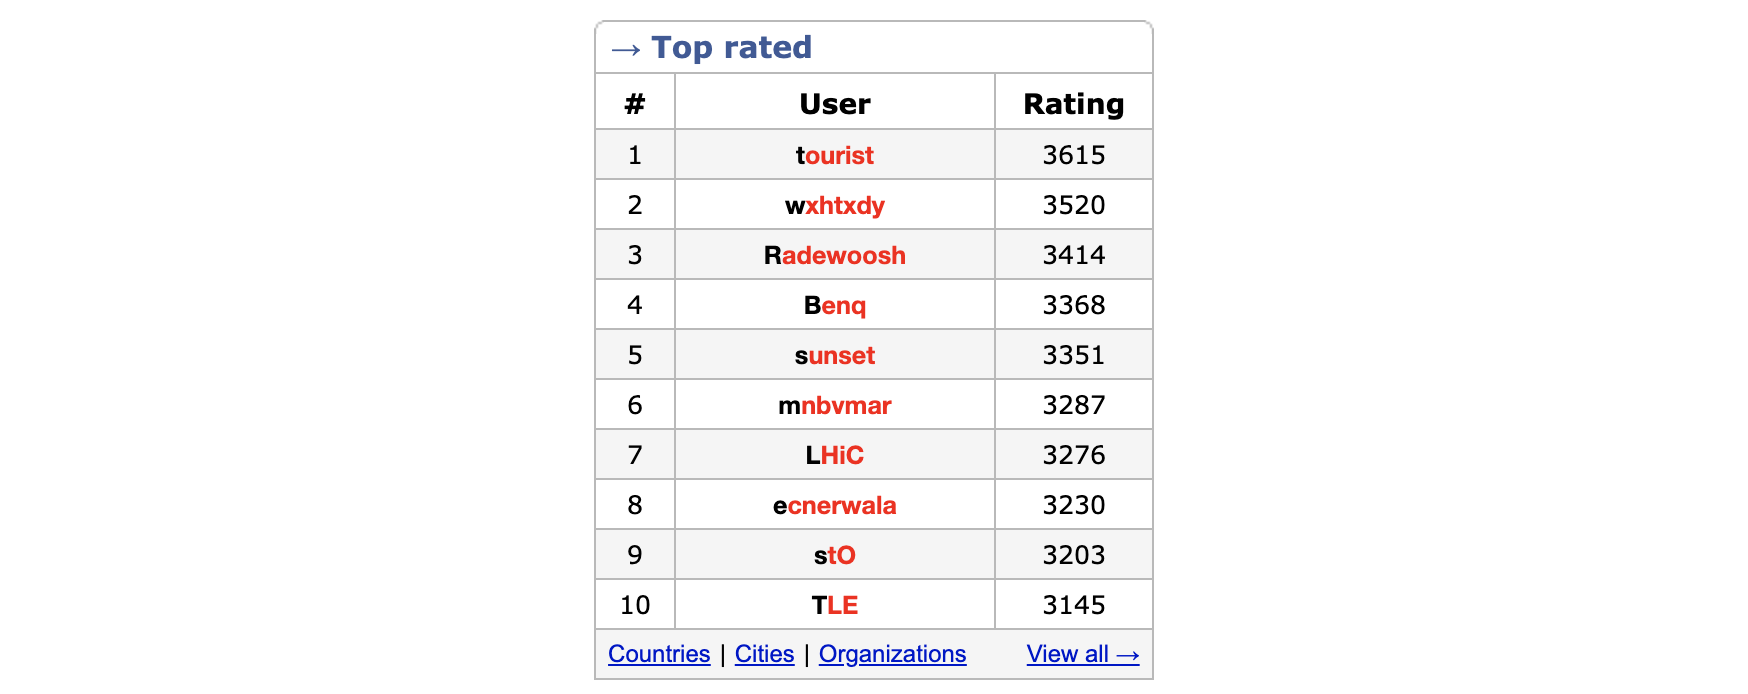 → Top rated
# User Rating
1 tourist 3615
2 wxhtxdy 3520
3 Radewoosh 3414
4 Benq 3368
5 sunset 3351
6 mnbvmar 3287
7 LHiC 3276
8 ecnerwala 3230
9 stO 3203
10 TLE 3145
Countries | Cities | Organizations View all →